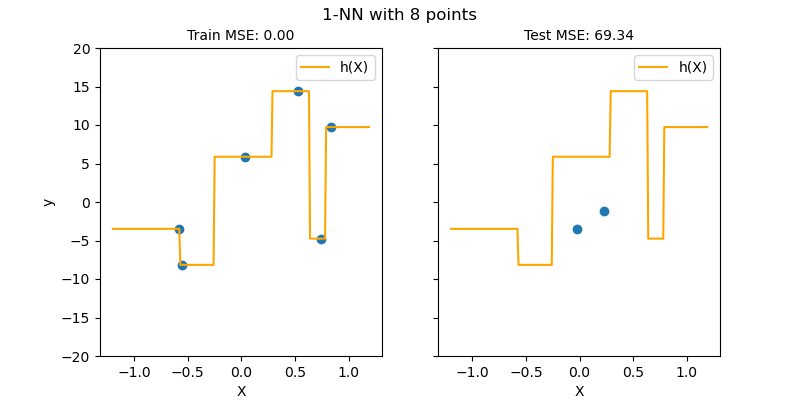 1-NN with 8 points
Train MSE: 0.00
Test MSE: 69.34
20
15
10
5
0
−5
−10
−15
−20
y
h(X)
h(X)
−1.0 −0.5 0.0 0.5 1.0
−1.0 −0.5 0.0 0.5 1.0
X
X